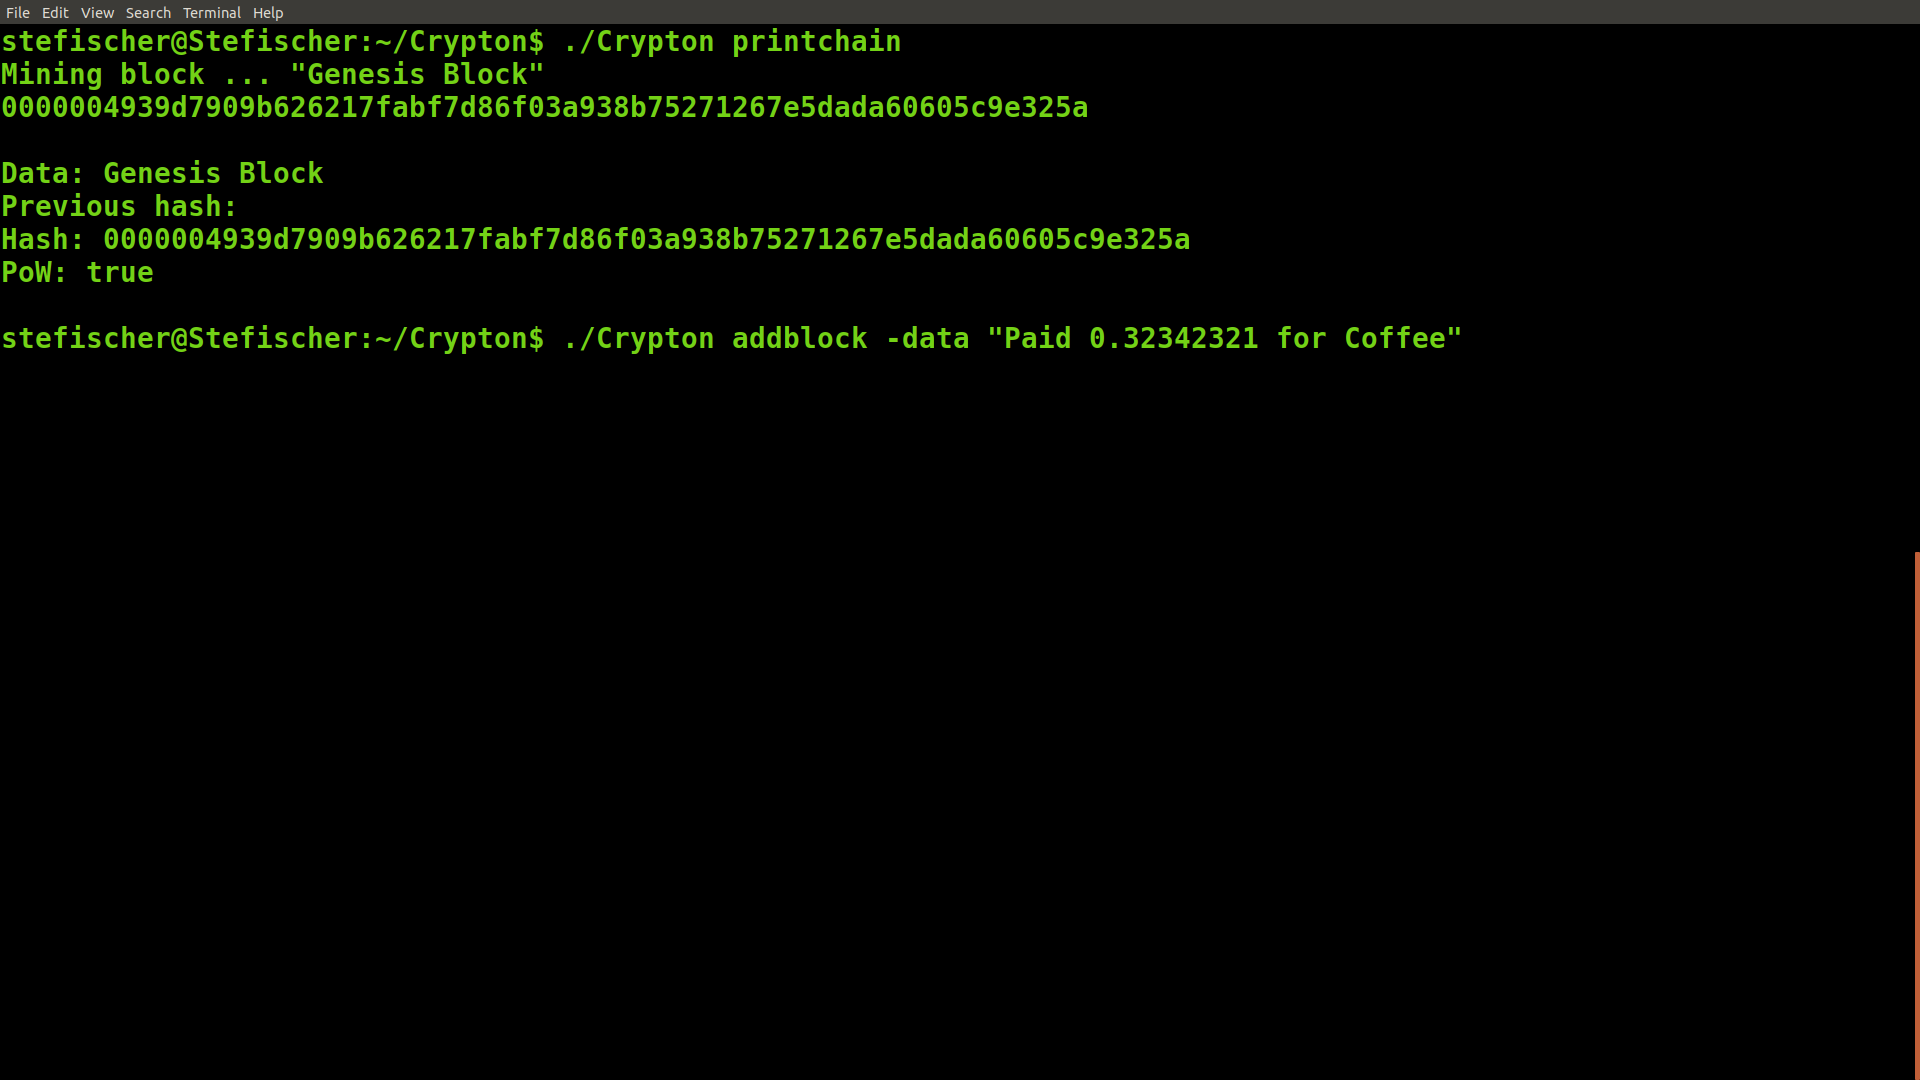 File Edit View Search Terminal Help
stefischer@Stefischer:~/Crypton$ ./Crypton printchain
Mining block ... "Genesis Block"
0000004939d7909b626217fabf7d86f03a938b75271267e5dada60605c9e325a
Data: Genesis Block
Previous hash:
Hash: 0000004939d7909b626217fabf7d86f03a938b75271267e5dada60605c9e325a
PoW: true
stefischer@Stefischer:~/Crypton$ ./Crypton addblock -data "Paid 0.32342321 for Coffee"